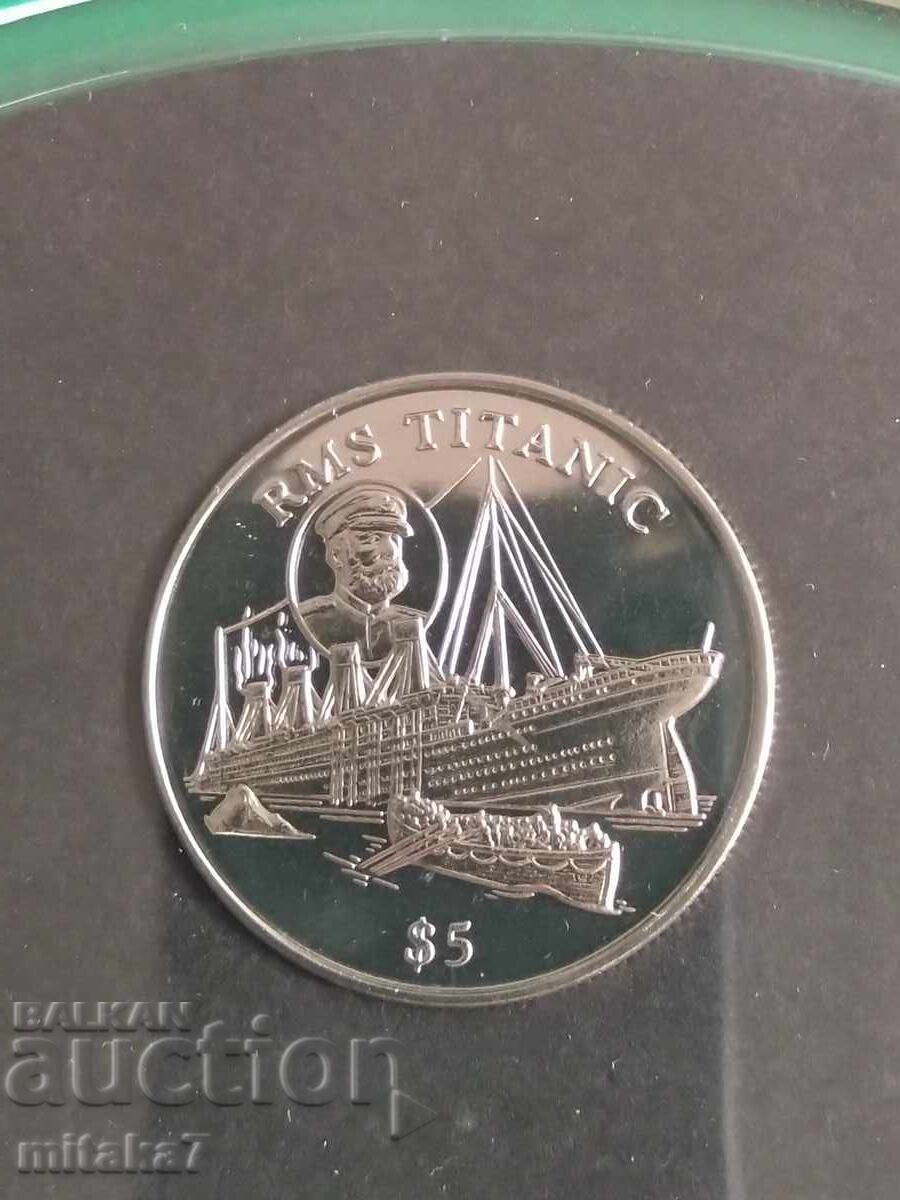 RMS TITANIC
$5
BALKAN
auction
mitaka7